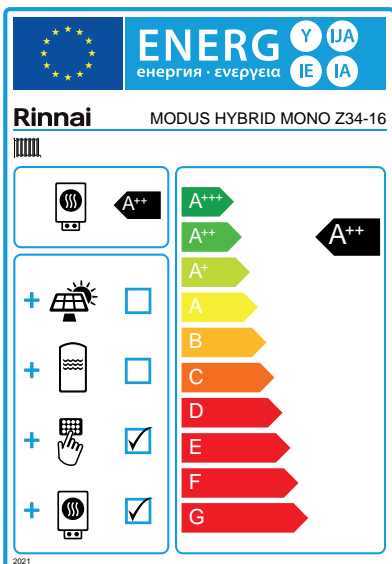 ENERG Y IJA
енергия · ενεργεια IE IA
Rinnai MODUS HYBRID MONO Z34-16
A++
A+++
A++
A++
A+
A
B
C
D
E
F
G
2021